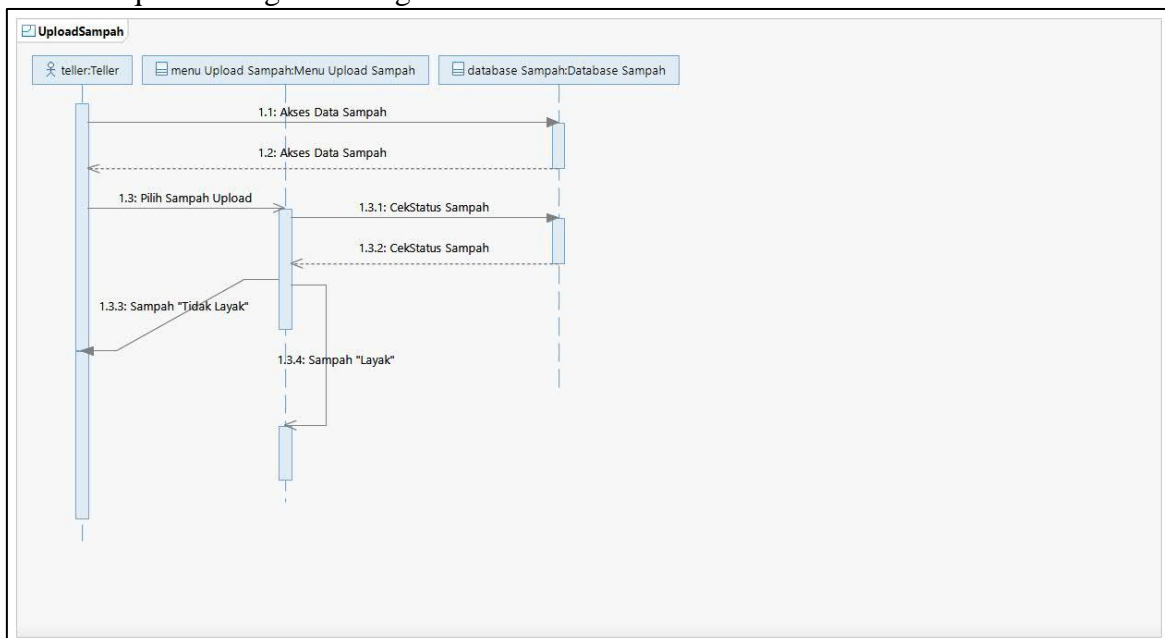 UploadSampah
teller:Teller
menu Upload Sampah:Menu Upload Sampah
database Sampah:Database Sampah
1.1: Akses Data Sampah
1.2: Akses Data Sampah
1.3: Pilih Sampah Upload
1.3.1: CekStatus Sampah
1.3.2: CekStatus Sampah
1.3.3: Sampah "Tidak Layak"
1.3.4: Sampah "Layak"